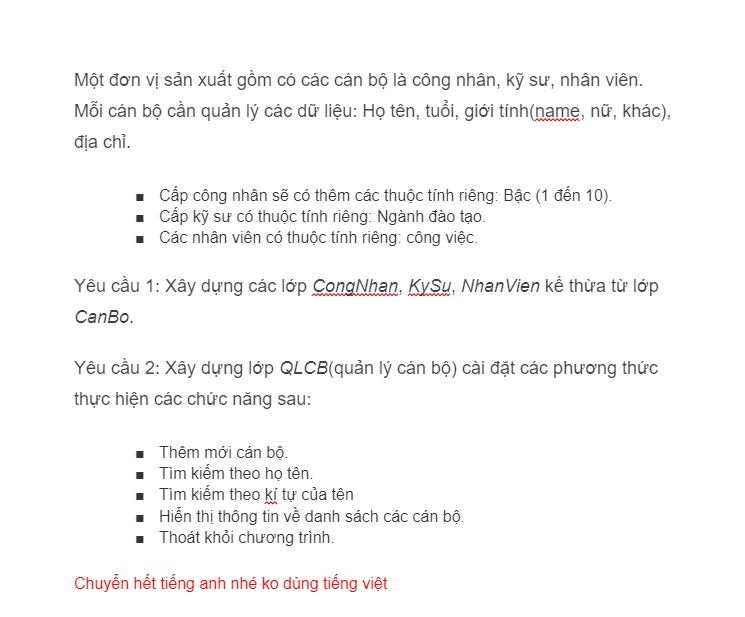 Một đơn vị sản xuất gồm có các cán bộ là công nhân, kỹ sư, nhân viên.
Mỗi cán bộ cần quản lý các dữ liệu: Họ tên, tuổi, giới tính(name, nữ, khác),
địa chỉ.
▪ Cấp công nhân sẽ có thêm các thuộc tính riêng: Bậc (1 đến 10).
▪ Cấp kỹ sư có thuộc tính riêng: Ngành đào tạo.
▪ Các nhân viên có thuộc tính riêng: công việc.
Yêu cầu 1: Xây dựng các lớp CongNhan, KySu, NhanVien kế thừa từ lớp
CanBo.
Yêu cầu 2: Xây dựng lớp QLCB(quản lý cán bộ) cài đặt các phương thức
thực hiện các chức năng sau:
▪ Thêm mới cán bộ.
▪ Tìm kiếm theo họ tên.
▪ Tìm kiếm theo kí tự của tên
▪ Hiển thị thông tin về danh sách các cán bộ.
▪ Thoát khỏi chương trình.
Chuyễn hết tiếng anh nhé ko dùng tiếng việt